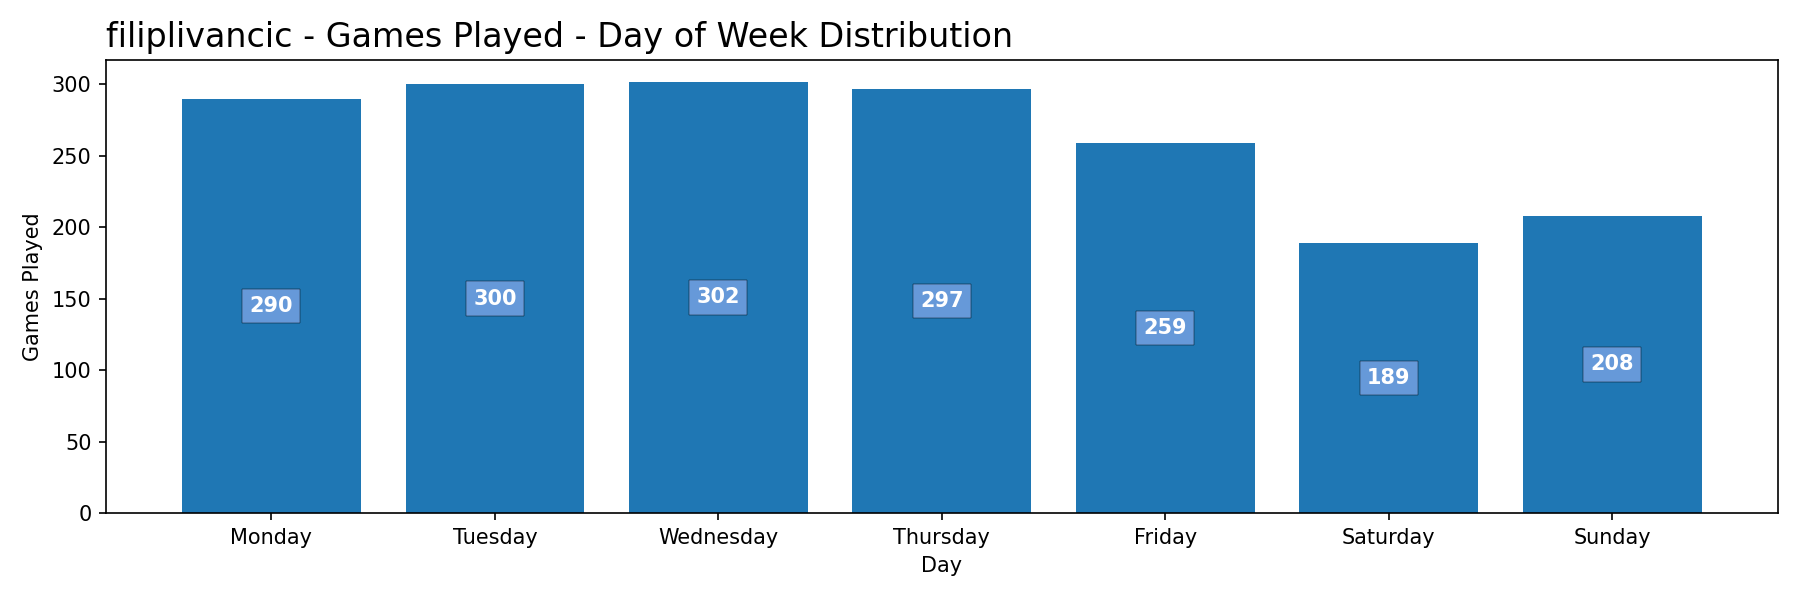 filiplivancic - Games Played - Day of Week Distribution
Games Played
300
250
200
150
100
50
0
290
300
302
297
259
189
208
Monday
Tuesday
Wednesday
Thursday
Friday
Saturday
Sunday
Day